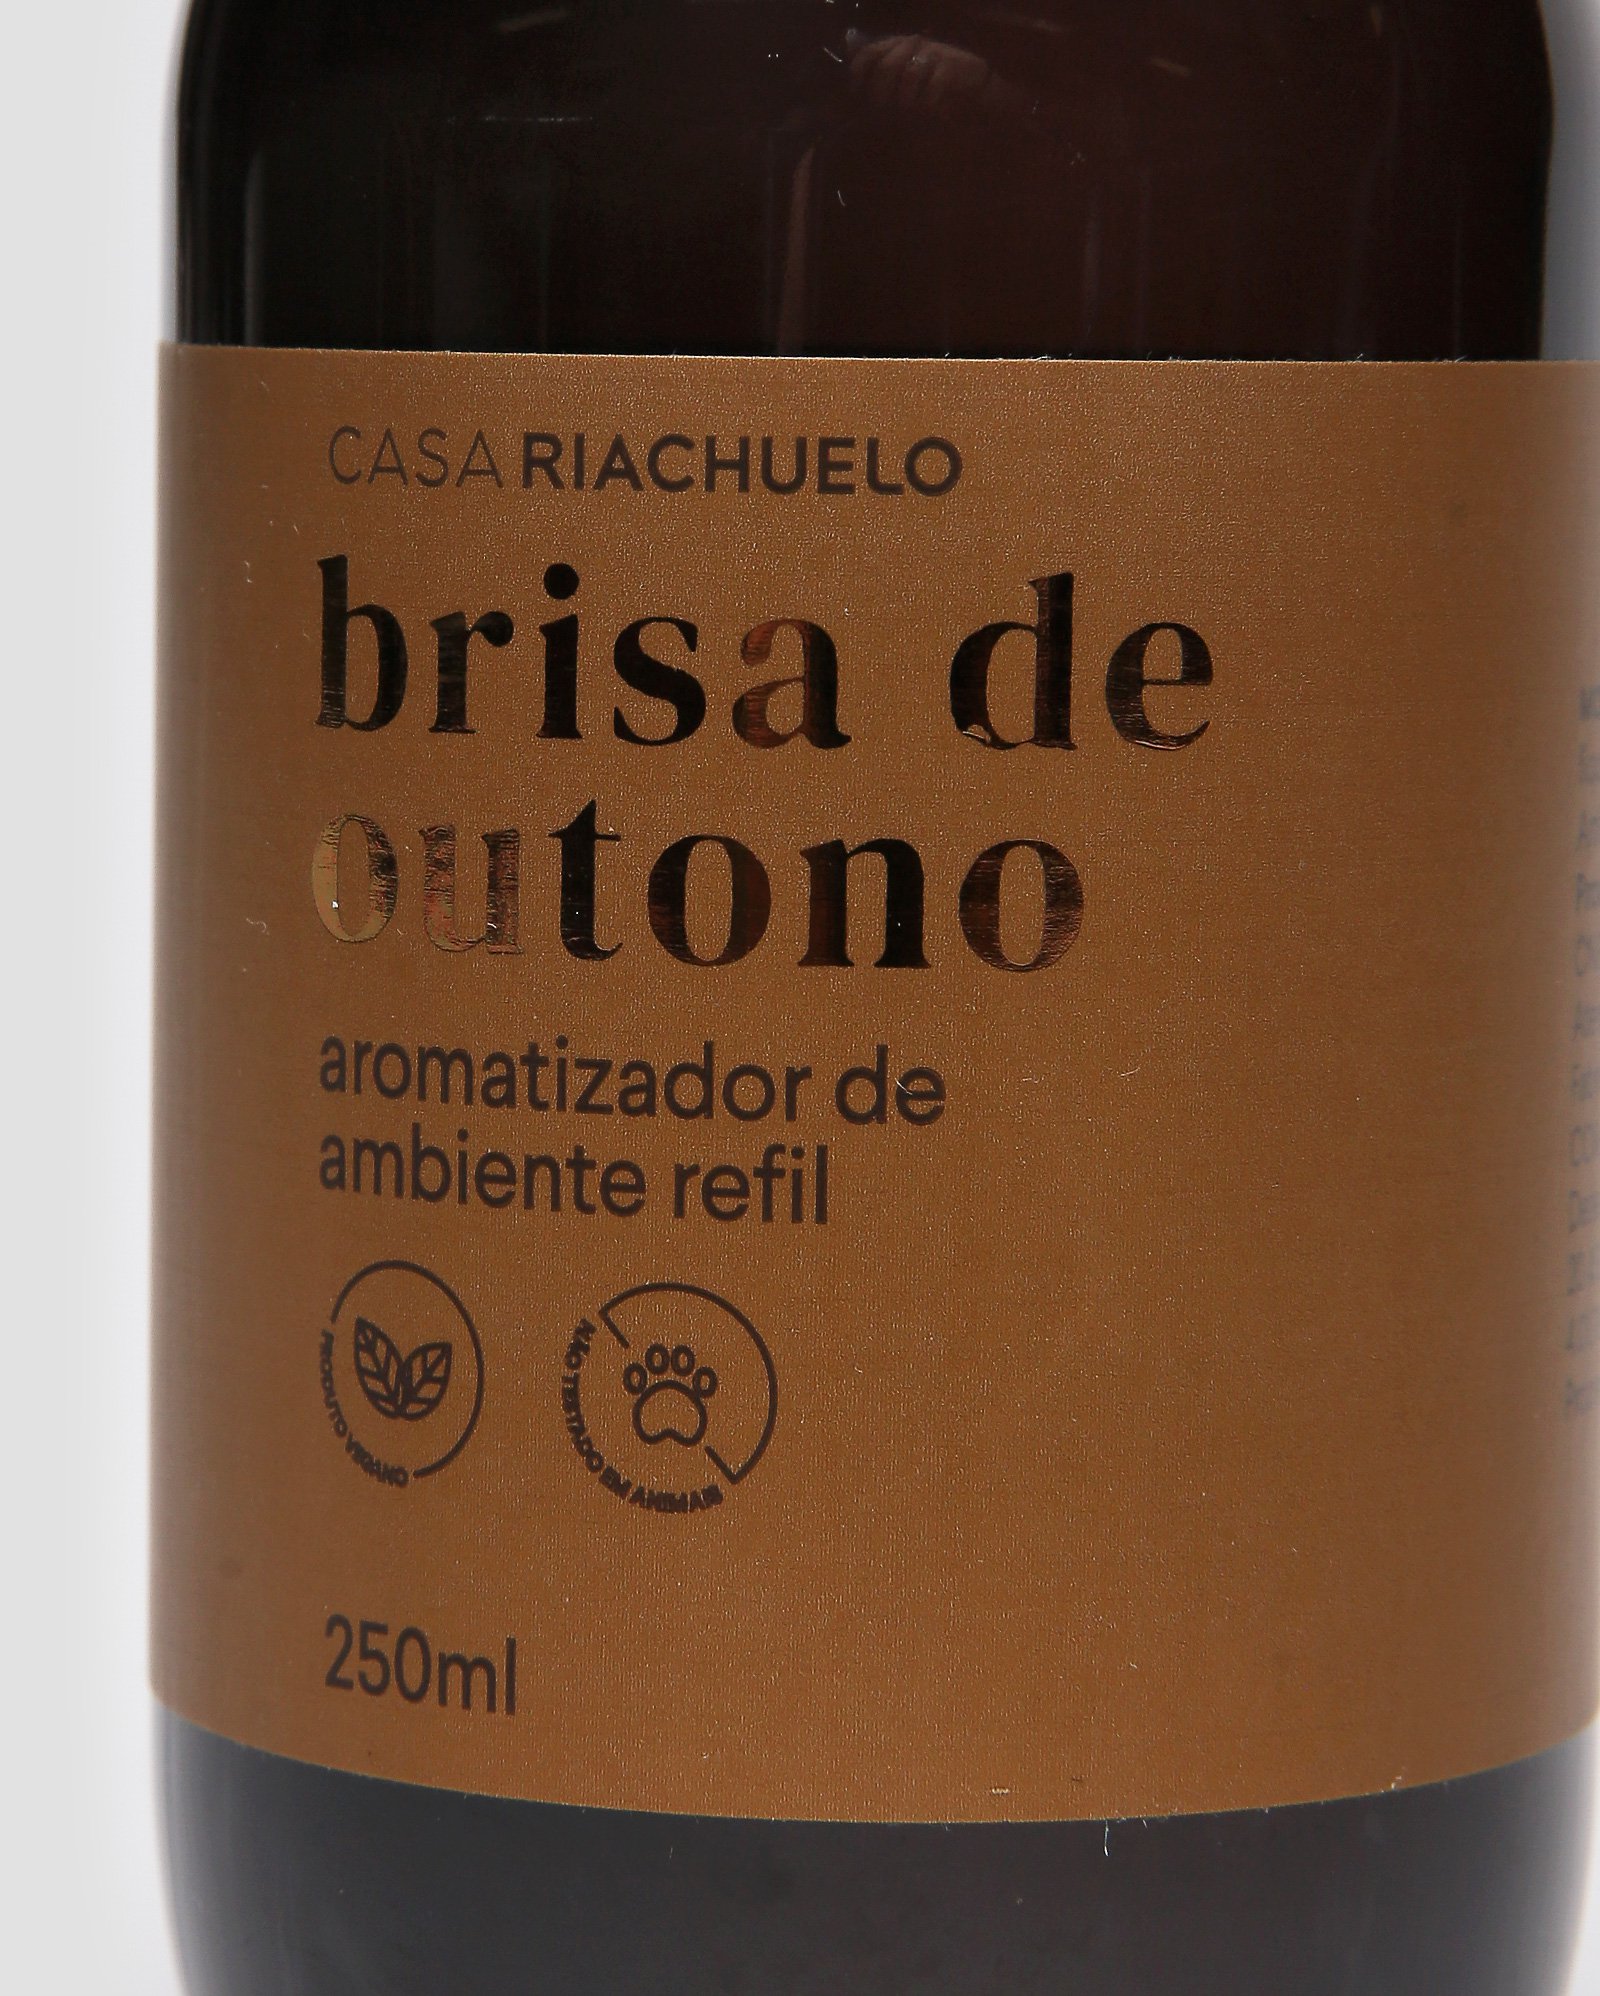 CASA RIACHUELO
brisa de
outono
aromatizador de
ambiente refil
PRODUTO VEGANO
NÃO TESTADO EM ANIMAIS
250ml